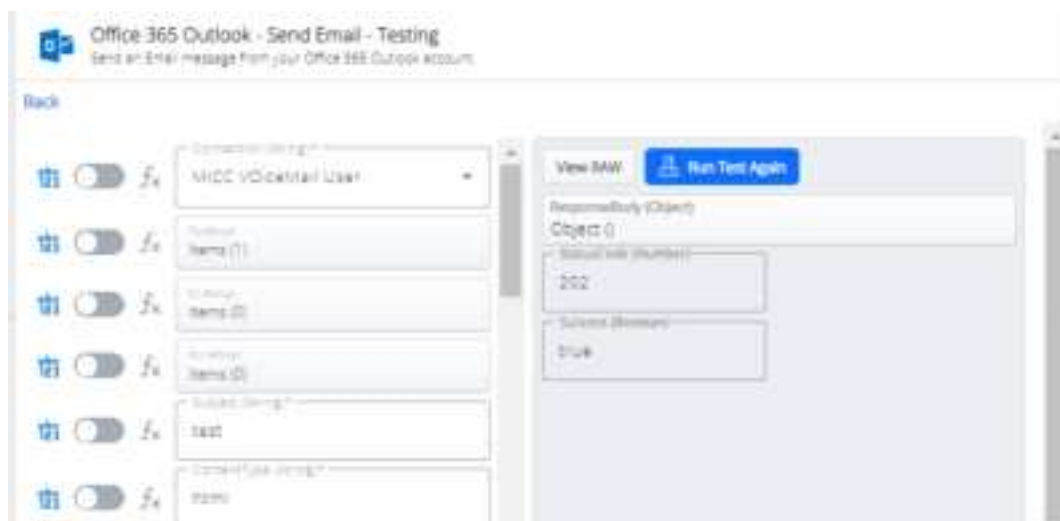 Office 365 Outlook - Send Email - Testing
Send an Email message from your Office 365 Outlook account
Back
Connection String *
MICC Voicemail User
Items (1)
Items (0)
Items (0)
Subject String *
test
ContentType String *
View RAW
Run Test Again
ResponseBody (Object)
Object {}
StatusCode (Number)
202
Success (Boolean)
true